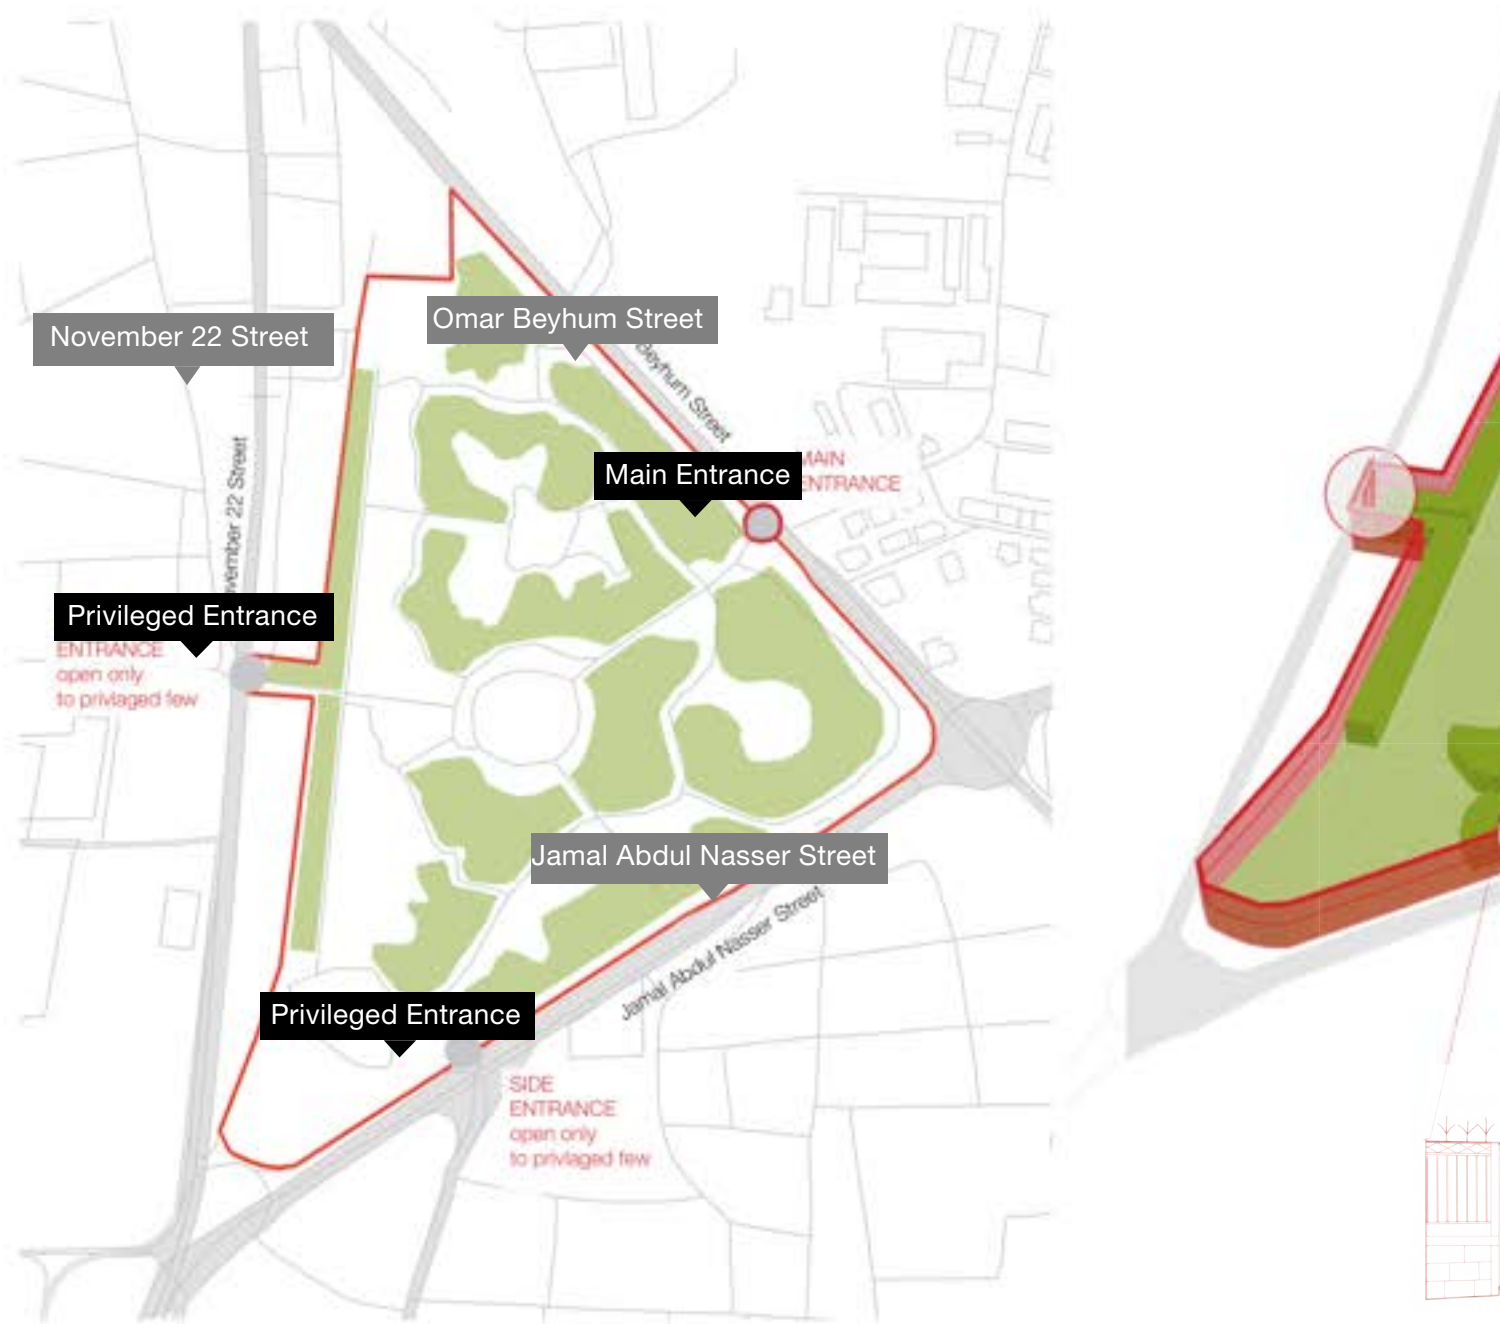 Omar Beyhum Street
November 22 Street
Beyhum Street
Main Entrance
MAIN
ENTRANCE
vember 22 Street
Privileged Entrance
ENTRANCE
open only
to privlaged few
Jamal Abdul Nasser Street
Jamal Abdul Nasser Street
Privileged Entrance
SIDE
ENTRANCE
open only
to privlaged few